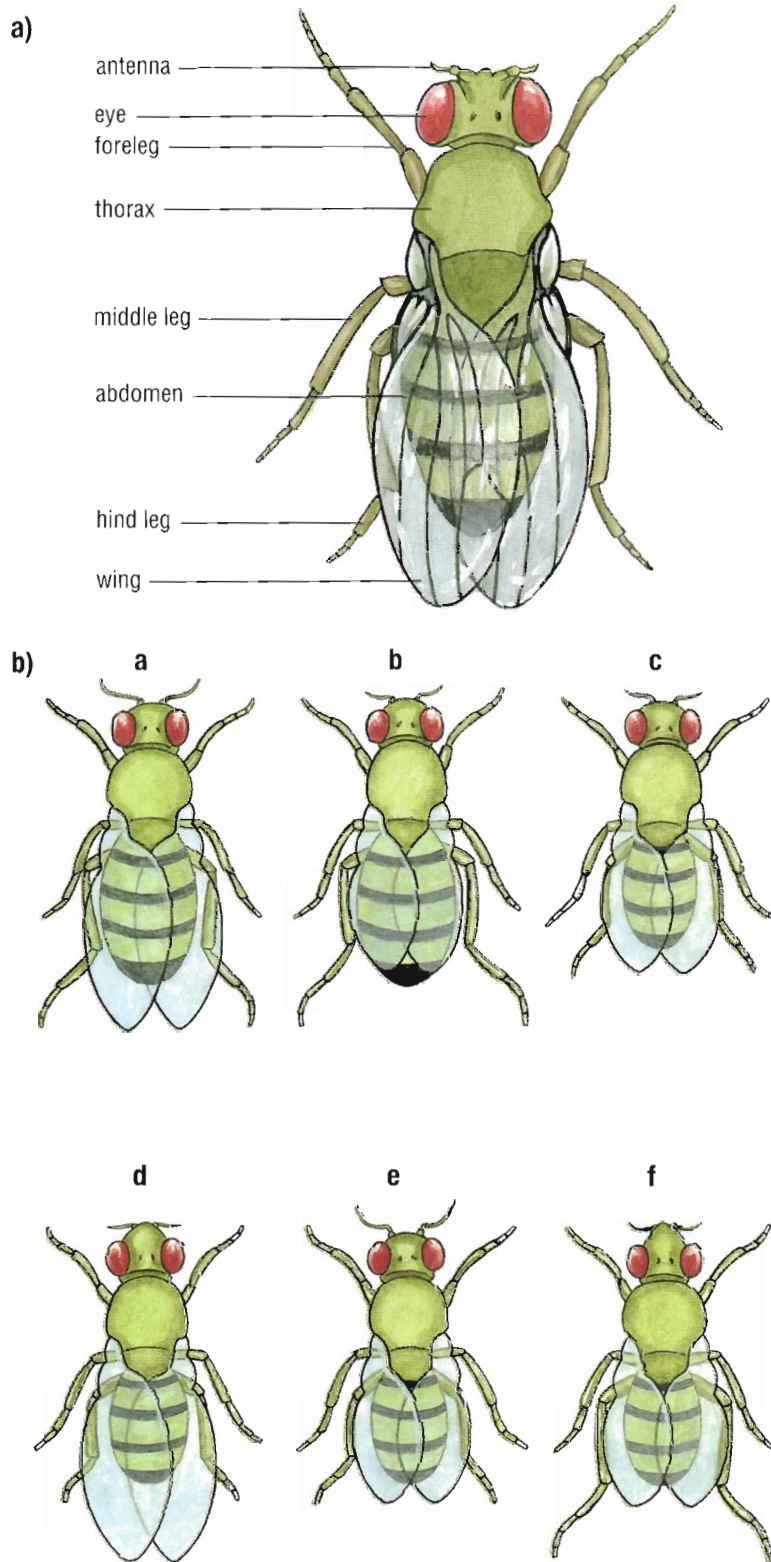 a)
antenna
eye
foreleg
thorax
middle leg
abdomen
hind leg
wing
b) a b c
d e f